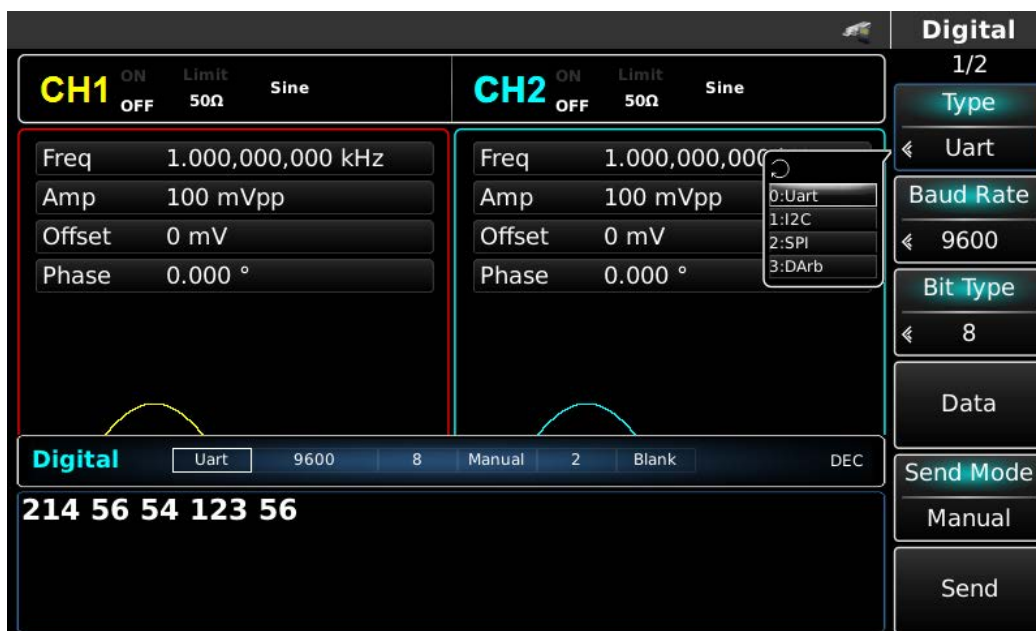 Digital
1/2
CH1 ON OFF Limit 50Ω Sine
CH2 ON OFF Limit 50Ω Sine
Freq 1.000,000,000 kHz
Amp 100 mVpp
Offset 0 mV
Phase 0.000 °
Freq 1.000,000,000
Amp 100 mVpp
Offset 0 mV
Phase 0.000 °
0:Uart
1:I2C
2:SPI
3:DArb
Type
Uart
Baud Rate
9600
Bit Type
8
Data
Send Mode
Manual
Send
Digital Uart 9600 8 Manual 2 Blank DEC
214 56 54 123 56